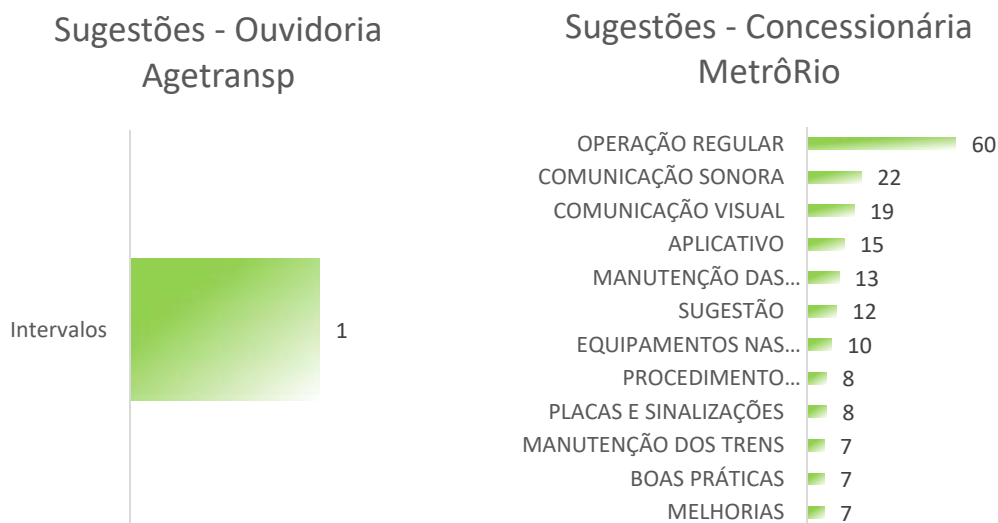 Sugestões - Ouvidoria
Agetransp
Intervalos 1
Sugestões - Concessionária
MetrôRio
OPERAÇÃO REGULAR 60
COMUNICAÇÃO SONORA 22
COMUNICAÇÃO VISUAL 19
APLICATIVO 15
MANUTENÇÃO DAS... 13
SUGESTÃO 12
EQUIPAMENTOS NAS... 10
PROCEDIMENTO... 8
PLACAS E SINALIZAÇÕES 8
MANUTENÇÃO DOS TRENS 7
BOAS PRÁTICAS 7
MELHORIAS 7